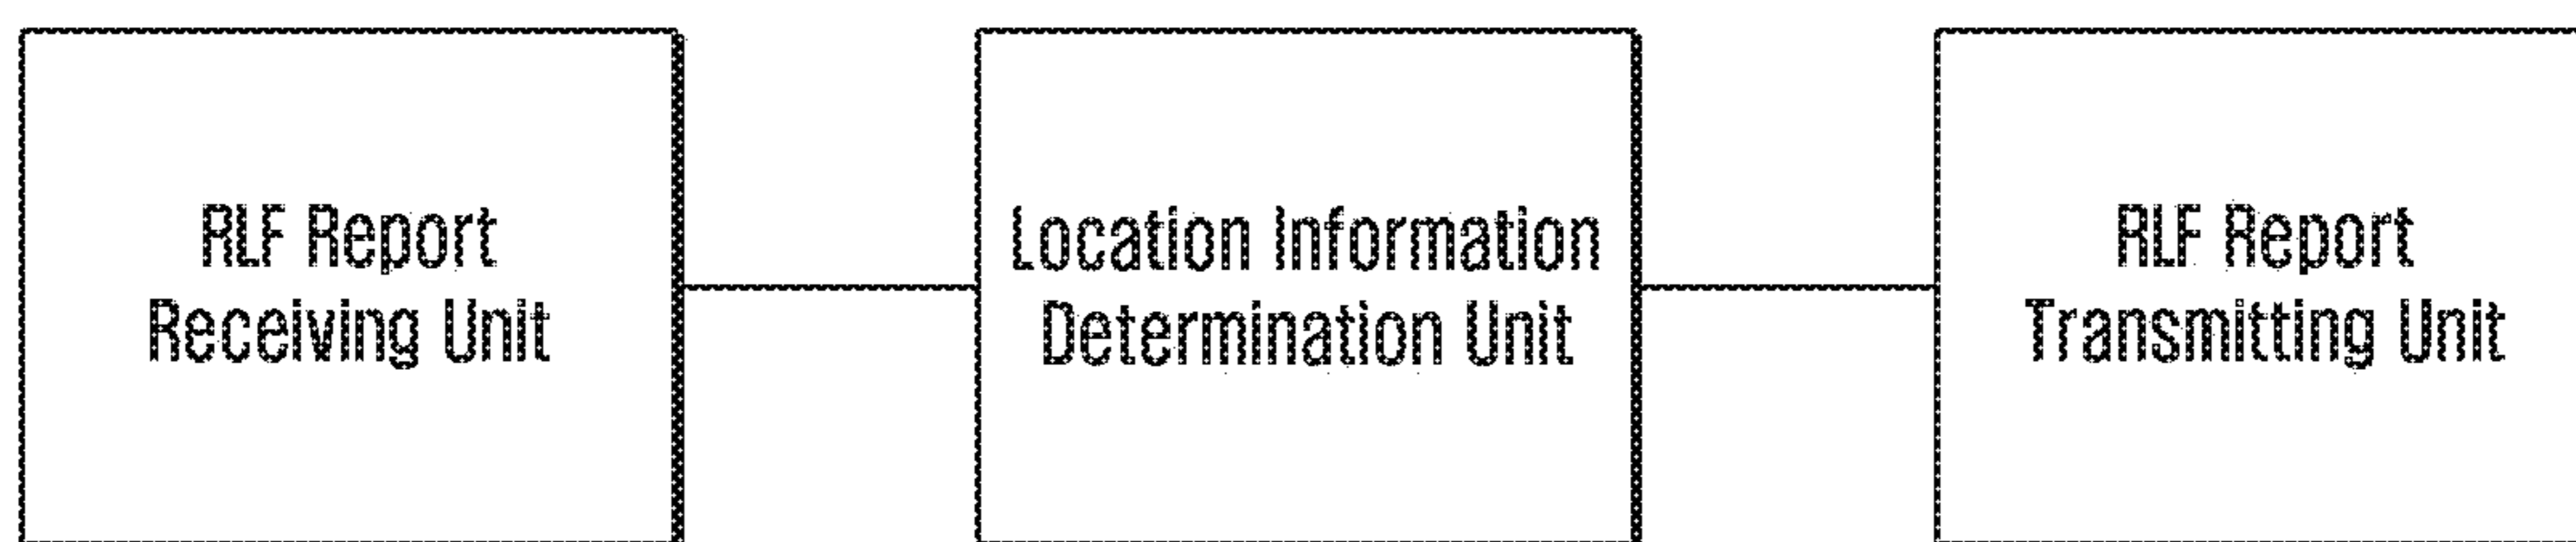 RLF Report
Receiving Unit
Location Information
Determination Unit
RLF Report
Transmitting Unit